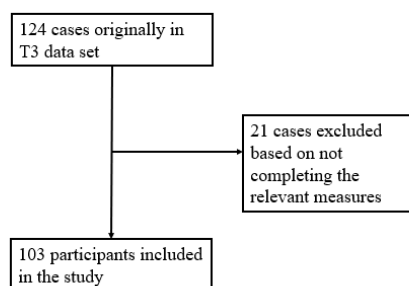 124 cases originally in
T3 data set
21 cases excluded
based on not
completing the
relevant measures
103 participants included
in the study